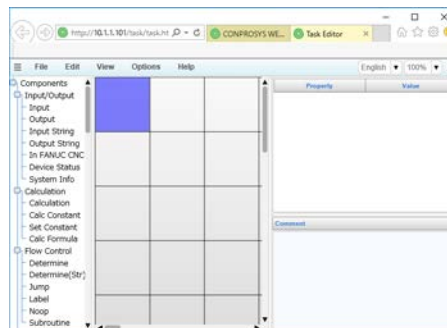 http://10.1.1.101/task/task.ht
CONPROSYS WE...
Task Editor
File Edit View Options Help
English 100%
Components
Input/Output
Input
Output
Input String
Output String
In FANUC CNC
Device Status
System Info
Calculation
Calculation
Calc Constant
Set Constant
Calc Formula
Flow Control
Determine
Determine(Str)
Jump
Label
Noop
Subroutine
Property Value
Comment